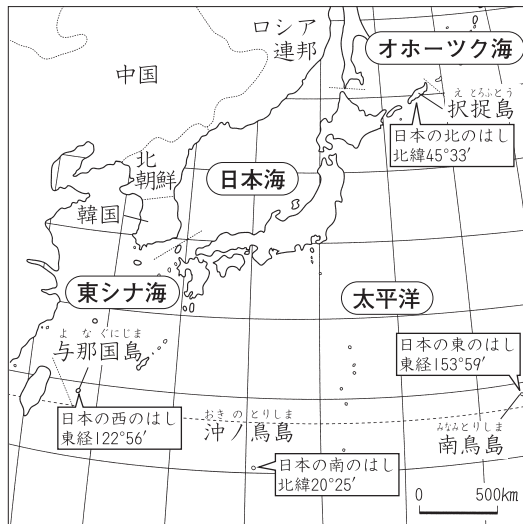 ロシア
連邦
オホーツク海
中国
えとろふとう
択捉島
日本の北のはし
北緯45°33′
北
朝鮮
日本海
韓国
東シナ海
太平洋
よなぐにじま
与那国島
日本の東のはし
東経153°59′
日本の西のはし
東経122°56′
おきのとりしま
沖ノ鳥島
みなみとりしま
南鳥島
日本の南のはし
北緯20°25′
0 500km